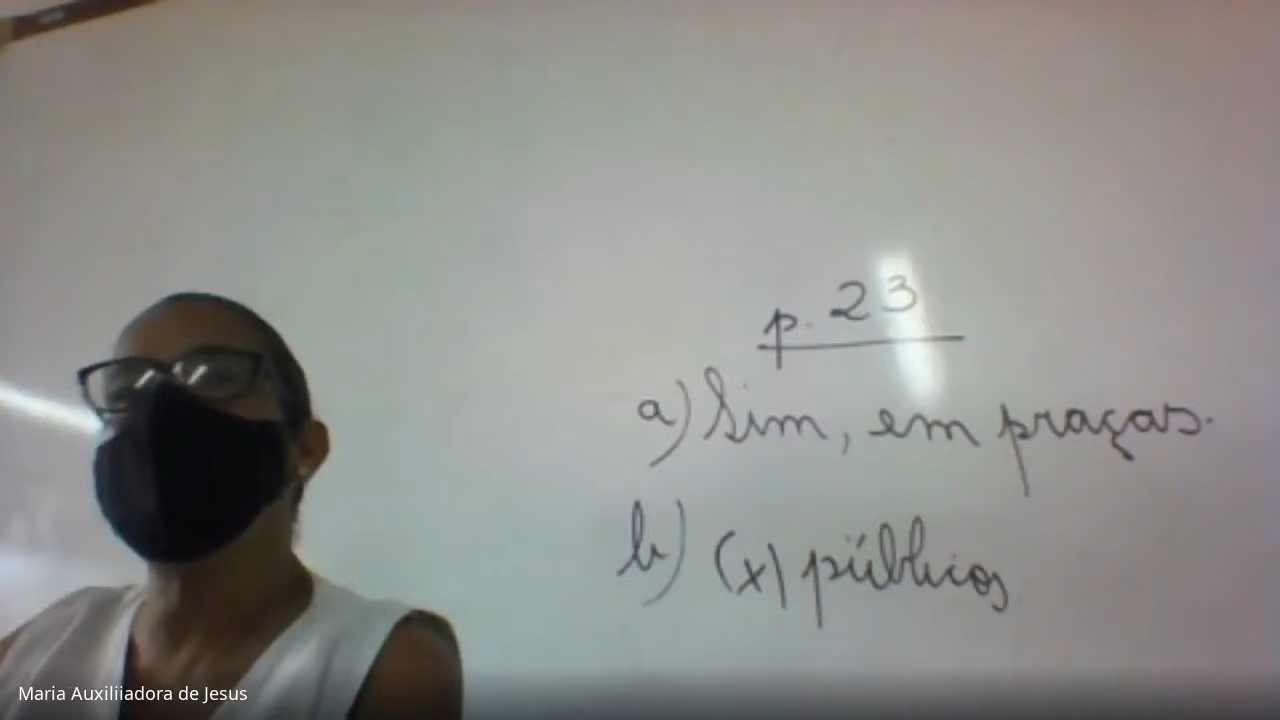 p. 23
a) Sim, em praças.
b) (x) públicos
Maria Auxiliiadora de Jesus